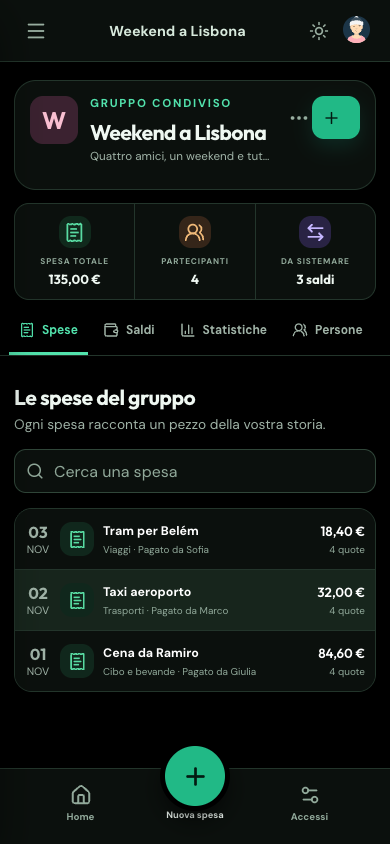 Weekend a Lisbona
W
GRUPPO CONDIVISO
Weekend a Lisbona
Quattro amici, un weekend e tut...
SPESA TOTALE
135,00 €
PARTECIPANTI
4
DA SISTEMARE
3 saldi
Spese
Saldi
Statistiche
Persone
Le spese del gruppo
Ogni spesa racconta un pezzo della vostra storia.
Cerca una spesa
03
NOV
Tram per Belém
Viaggi · Pagato da Sofia
18,40 €
4 quote
02
NOV
Taxi aeroporto
Trasporti · Pagato da Marco
32,00 €
4 quote
01
NOV
Cena da Ramiro
Cibo e bevande · Pagato da Giulia
84,60 €
4 quote
Home
Nuova spesa
Accessi